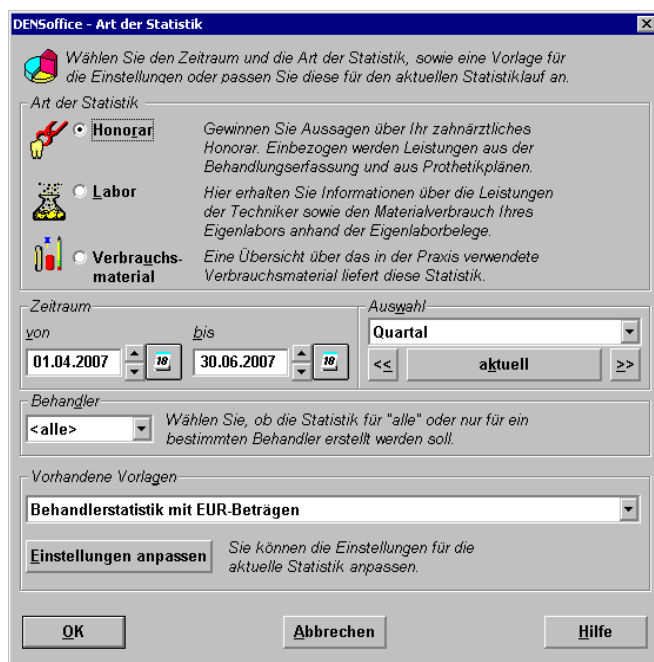 DENSoffice - Art der Statistik
Wählen Sie den Zeitraum und die Art der Statistik, sowie eine Vorlage für
die Einstellungen oder passen Sie diese für den aktuellen Statistiklauf an.
Art der Statistik
Honorar
Gewinnen Sie Aussagen über Ihr zahnärztliches
Honorar. Einbezogen werden Leistungen aus der
Behandlungserfassung und aus Prothetikplänen.
Labor
Hier erhalten Sie Informationen über die Leistungen
der Techniker sowie den Materialverbrauch Ihres
Eigenlabors anhand der Eigenlaborbelege.
Verbrauchs-
material
Eine Übersicht über das in der Praxis verwendete
Verbrauchsmaterial liefert diese Statistik.
Zeitraum
von
bis
01.04.2007
18
30.06.2007
18
Auswahl
Quartal
<<
aktuell
>>
Behandler
<alle>
Wählen Sie, ob die Statistik für "alle" oder nur für ein
bestimmten Behandler erstellt werden soll.
Vorhandene Vorlagen
Behandlerstatistik mit EUR-Beträgen
Einstellungen anpassen
Sie können die Einstellungen für die
aktuelle Statistik anpassen.
OK
Abbrechen
Hilfe